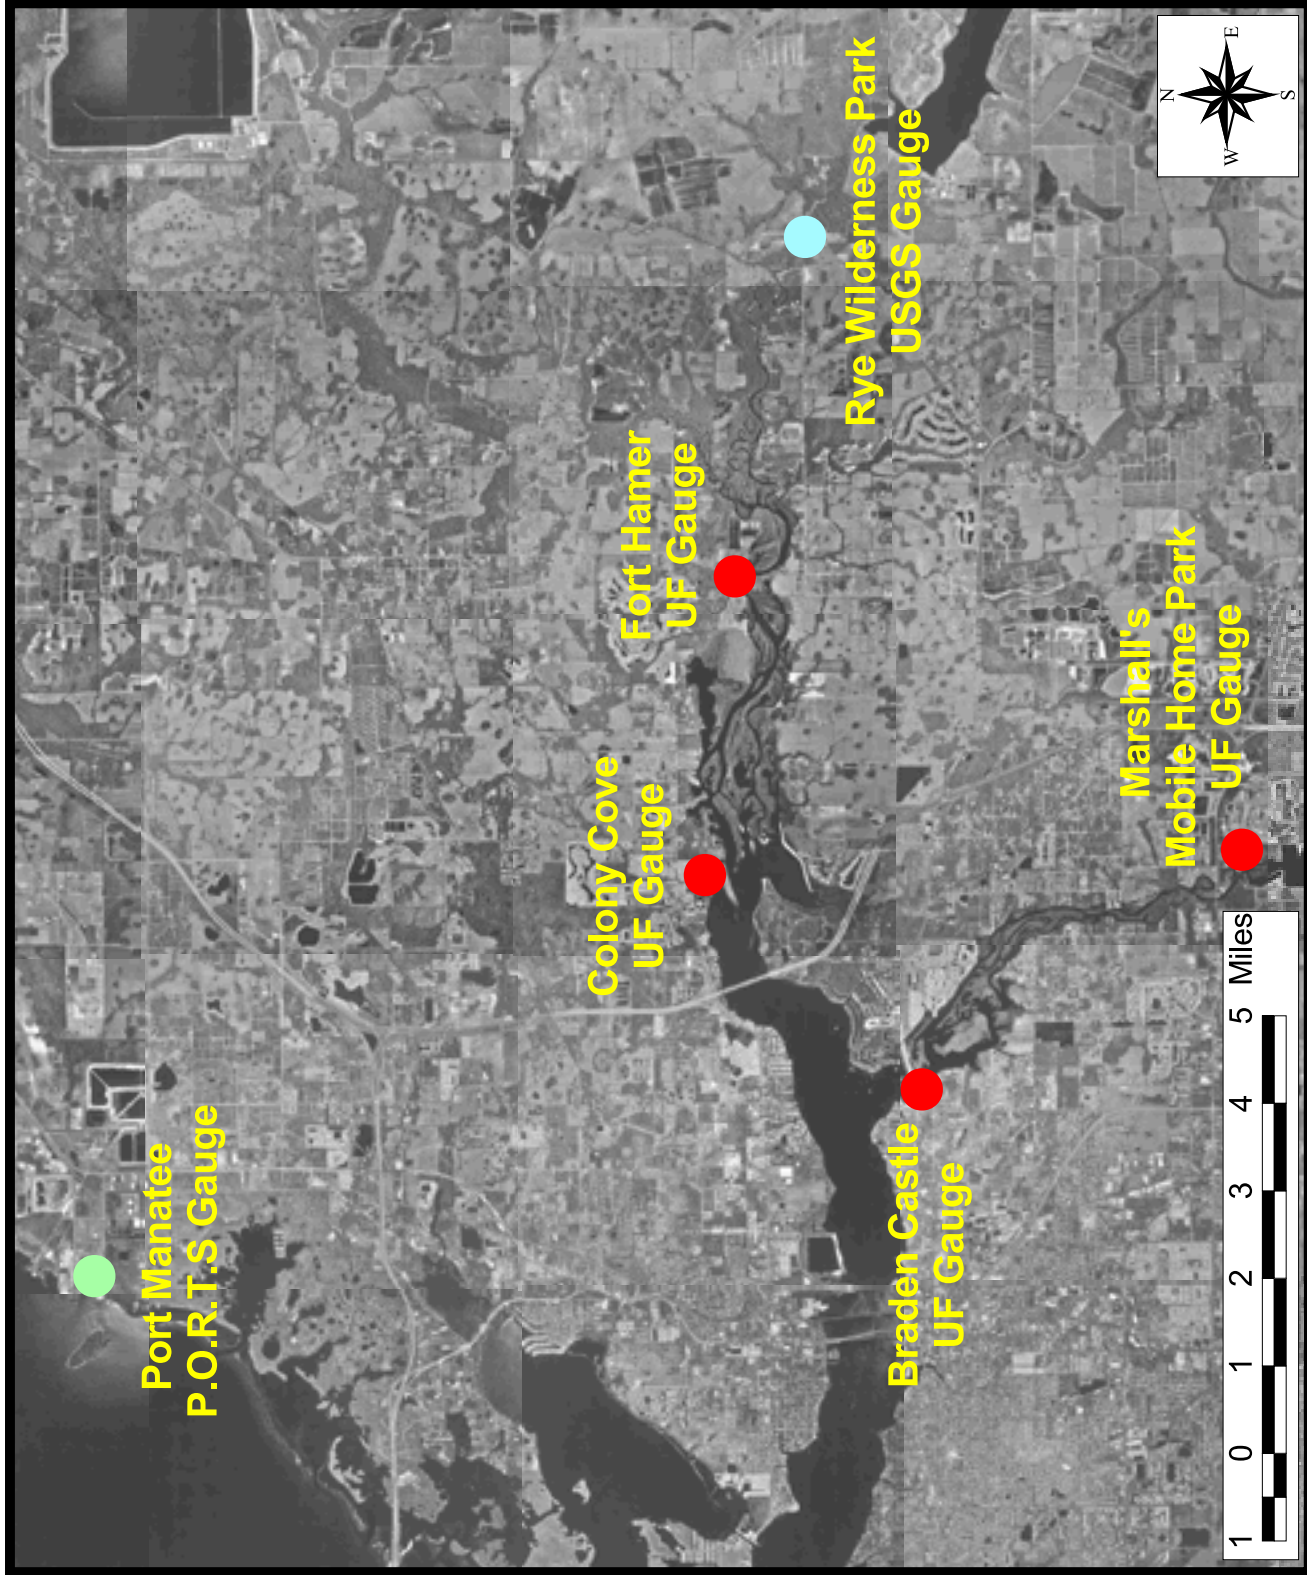 Port Manatee
P.O.R.T.S Gauge
Colony Cove
UF Gauge
Fort Hamer
UF Gauge
Rye Wilderness Park
USGS Gauge
Braden Castle
UF Gauge
Marshall's
Mobile Home Park
UF Gauge
N
E
S
W
1 0 1 2 3 4 5 Miles